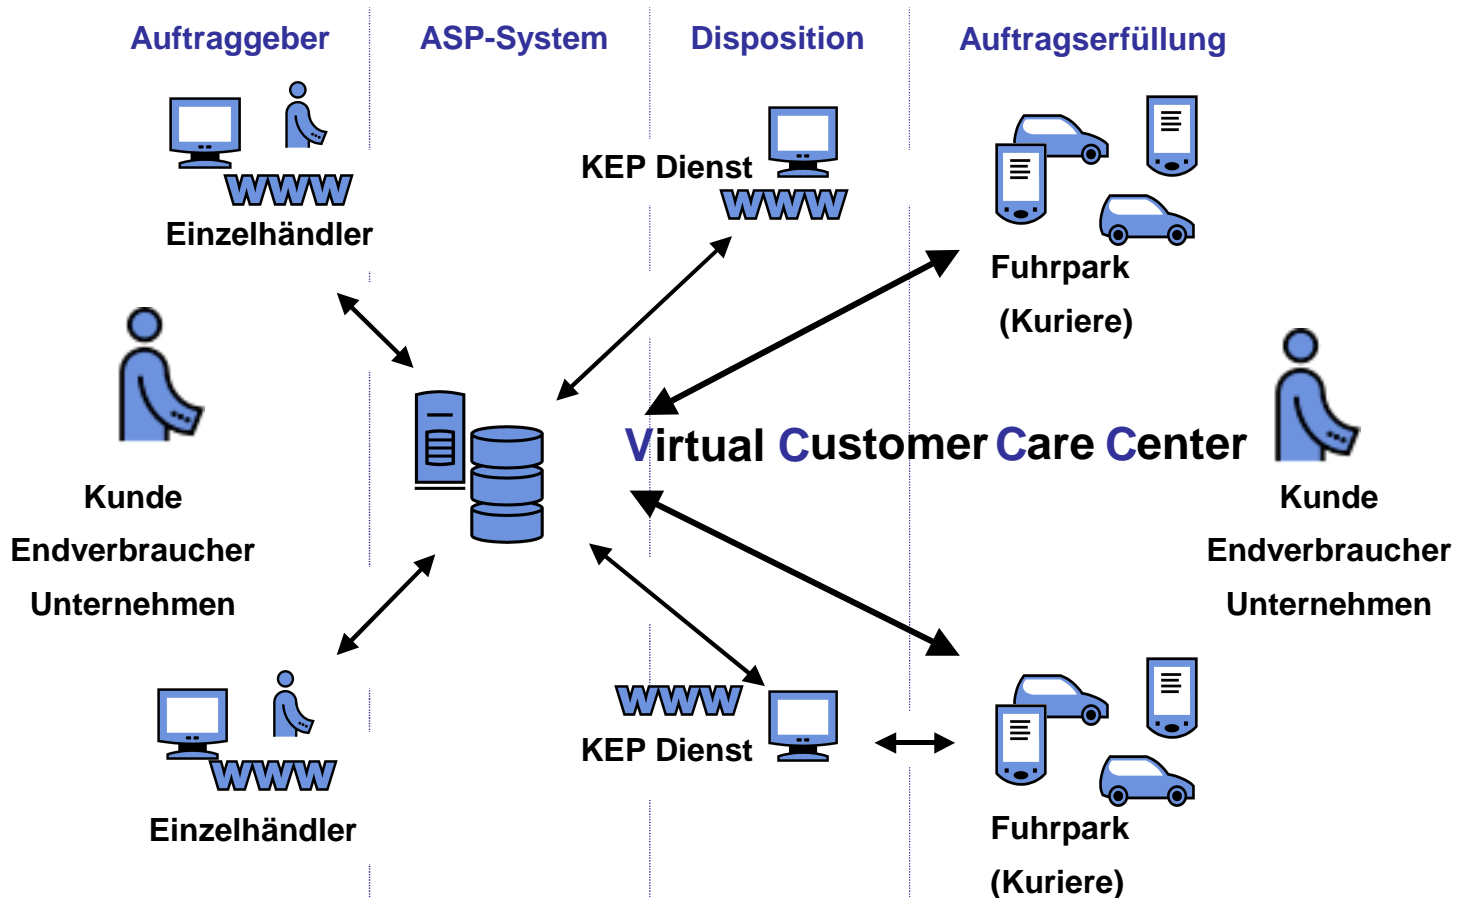 Auftraggeber
ASP-System
Disposition
Auftragserfüllung
WWW
Einzelhändler
KEP Dienst
WWW
Fuhrpark
(Kuriere)
Virtual Customer Care Center
Kunde
Endverbraucher
Unternehmen
Kunde
Endverbraucher
Unternehmen
WWW
Einzelhändler
WWW
KEP Dienst
Fuhrpark
(Kuriere)